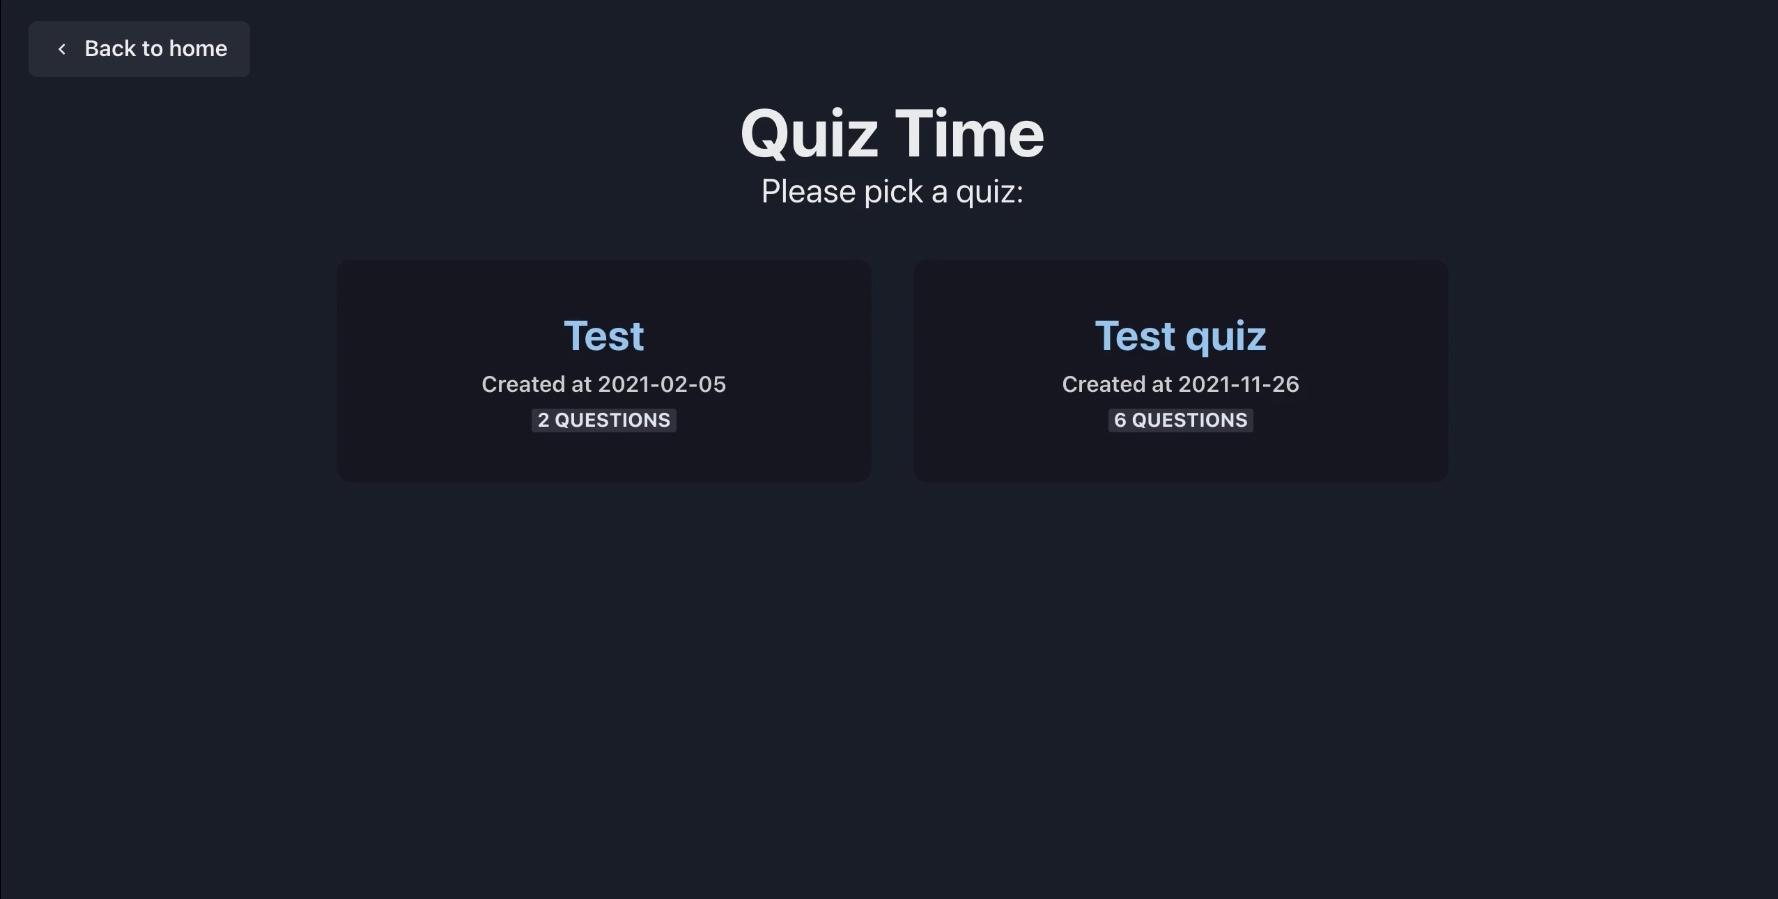 Back to home
Quiz Time
Please pick a quiz:
Test
Created at 2021-02-05
2 QUESTIONS
Test quiz
Created at 2021-11-26
6 QUESTIONS